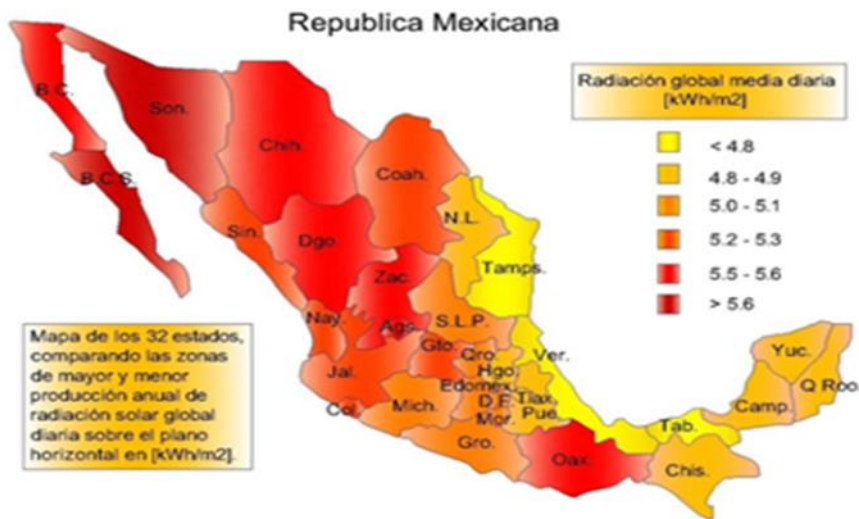 Republica Mexicana
Radiación global media diaria
[kWh/m2]
< 4.8
4.8 - 4.9
5.0 - 5.1
5.2 - 5.3
5.5 - 5.6
> 5.6
B.C.
Son.
Chih.
B.C.S.
Coah.
Sin.
Dgo.
N.L.
Tamps.
Zac.
Nay.
Ags.
S.L.P.
Jal.
Gto.
Qro.
Hgo.
Ver.
Edomex.
Col.
Mich.
D.F.
Tlax.
Mor.
Pue.
Gro.
Oax.
Tab.
Chis.
Camp.
Yuc.
Q Roo
Mapa de los 32 estados,
comparando las zonas
de mayor y menor
producción anual de
radiación solar global
diaria sobre el plano
horizontal en [kWh/m2].